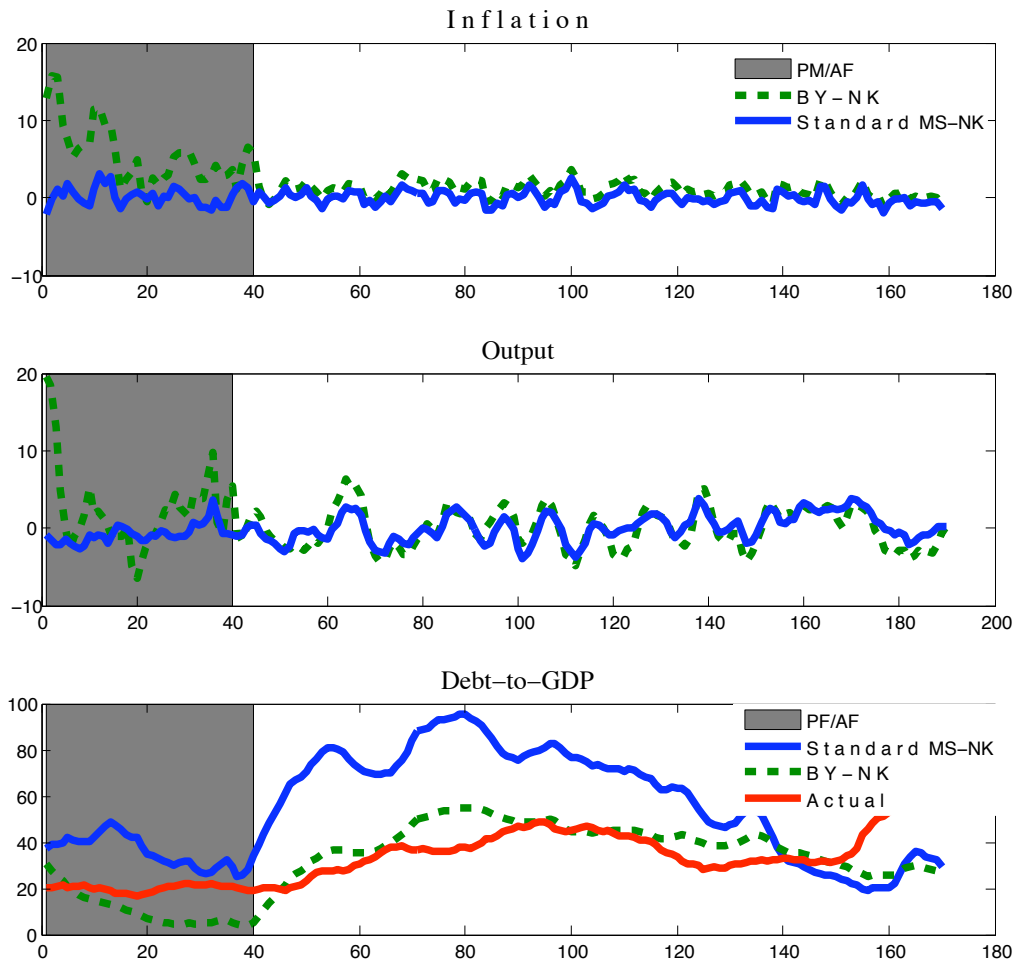 Inflation
20
10
0
−10
0 20 40 60 80 100 120 140 160 180
PM/AF
BY−NK
Standard MS−NK
Output
20
10
0
−10
0 20 40 60 80 100 120 140 160 180 200
Debt−to−GDP
100
80
60
40
20
0
0 20 40 60 80 100 120 140 160 180
PF/AF
Standard MS−NK
BY−NK
Actual